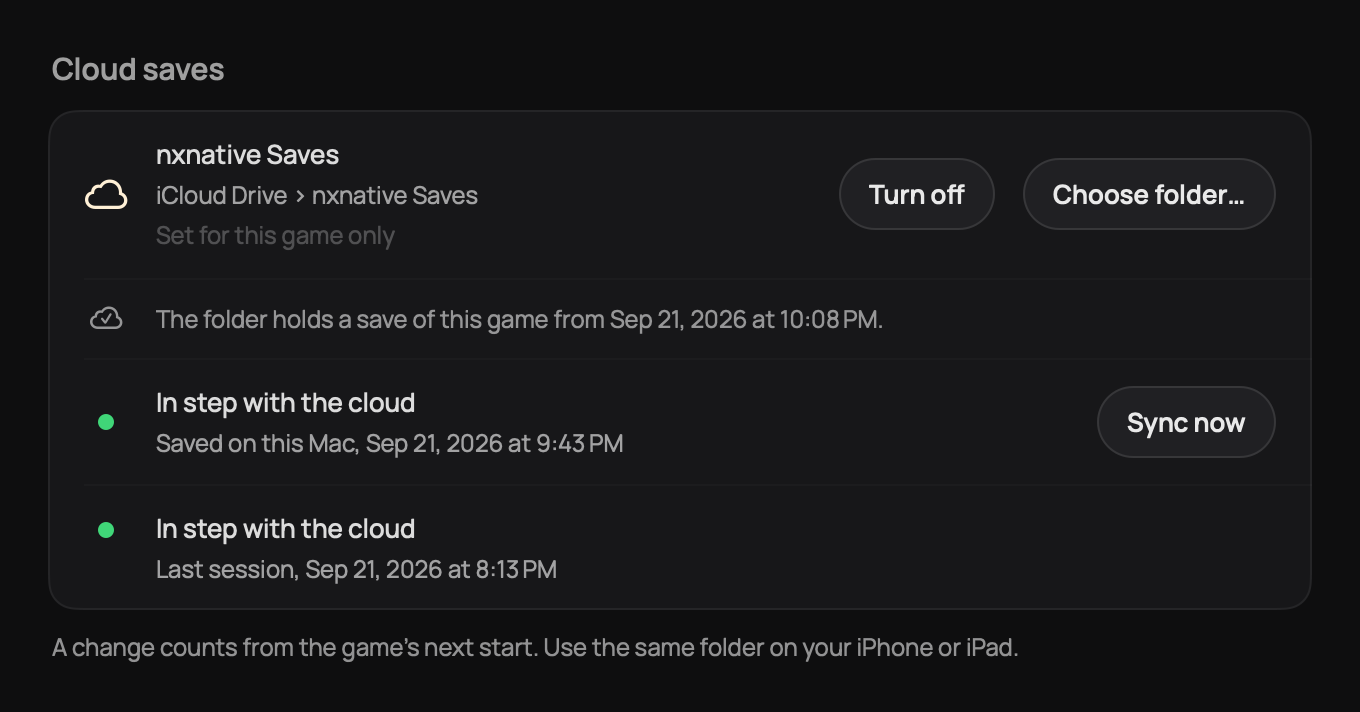 Cloud saves
nxnative Saves
iCloud Drive > nxnative Saves
Set for this game only
Turn off
Choose folder…
The folder holds a save of this game from Sep 21, 2026 at 10:08 PM.
In step with the cloud
Saved on this Mac, Sep 21, 2026 at 9:43 PM
Sync now
In step with the cloud
Last session, Sep 21, 2026 at 8:13 PM
A change counts from the game’s next start. Use the same folder on your iPhone or iPad.